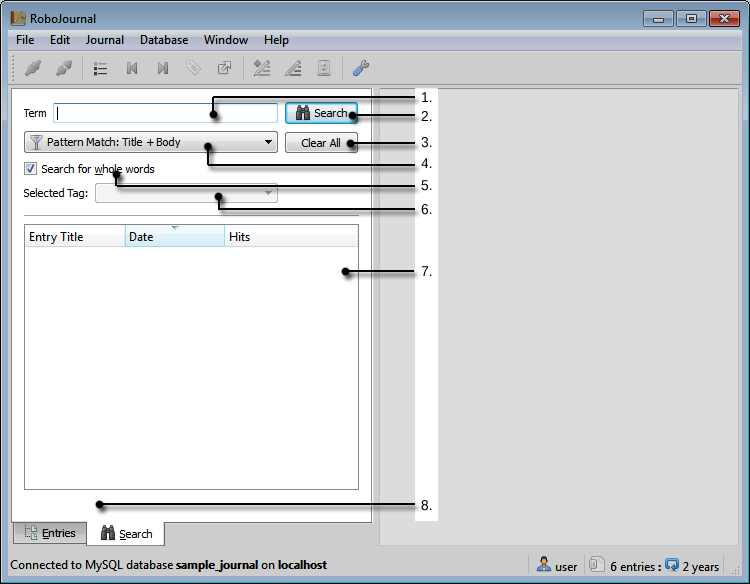 RoboJournal
File Edit Journal Database Window Help
Term Search
1.
2.
Pattern Match: Title + Body Clear All
3.
4.
Search for whole words
5.
Selected Tag:
6.
Entry Title Date Hits
7.
8.
Entries Search
Connected to MySQL database sample_journal on localhost user 6 entries : 2 years